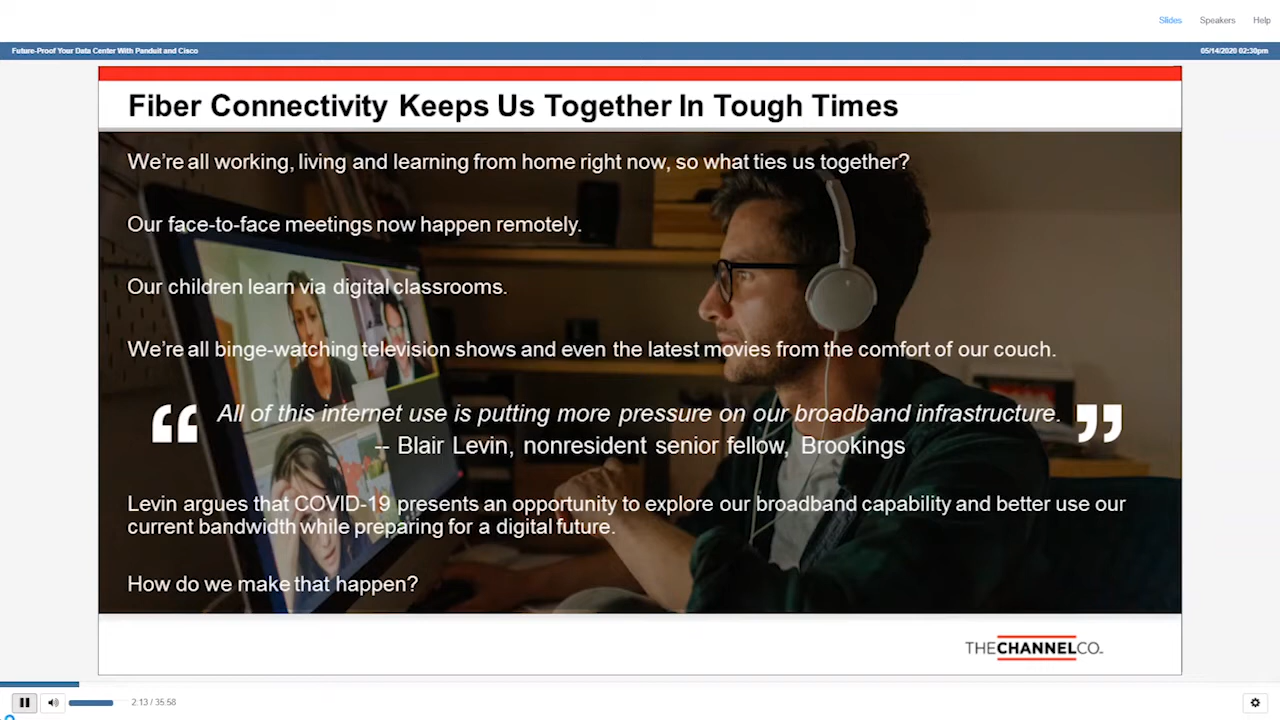 Slides Speakers Help
Future-Proof Your Data Center With Panduit and Cisco 05/14/2020 02:30pm
Fiber Connectivity Keeps Us Together In Tough Times
We’re all working, living and learning from home right now, so what ties us together?
Our face-to-face meetings now happen remotely.
Our children learn via digital classrooms.
We’re all binge-watching television shows and even the latest movies from the comfort of our couch.
“ All of this internet use is putting more pressure on our broadband infrastructure. ”
-- Blair Levin, nonresident senior fellow, Brookings
Levin argues that COVID-19 presents an opportunity to explore our broadband capability and better use our
current bandwidth while preparing for a digital future.
How do we make that happen?
THECHANNELCO™
2:13 / 35:58